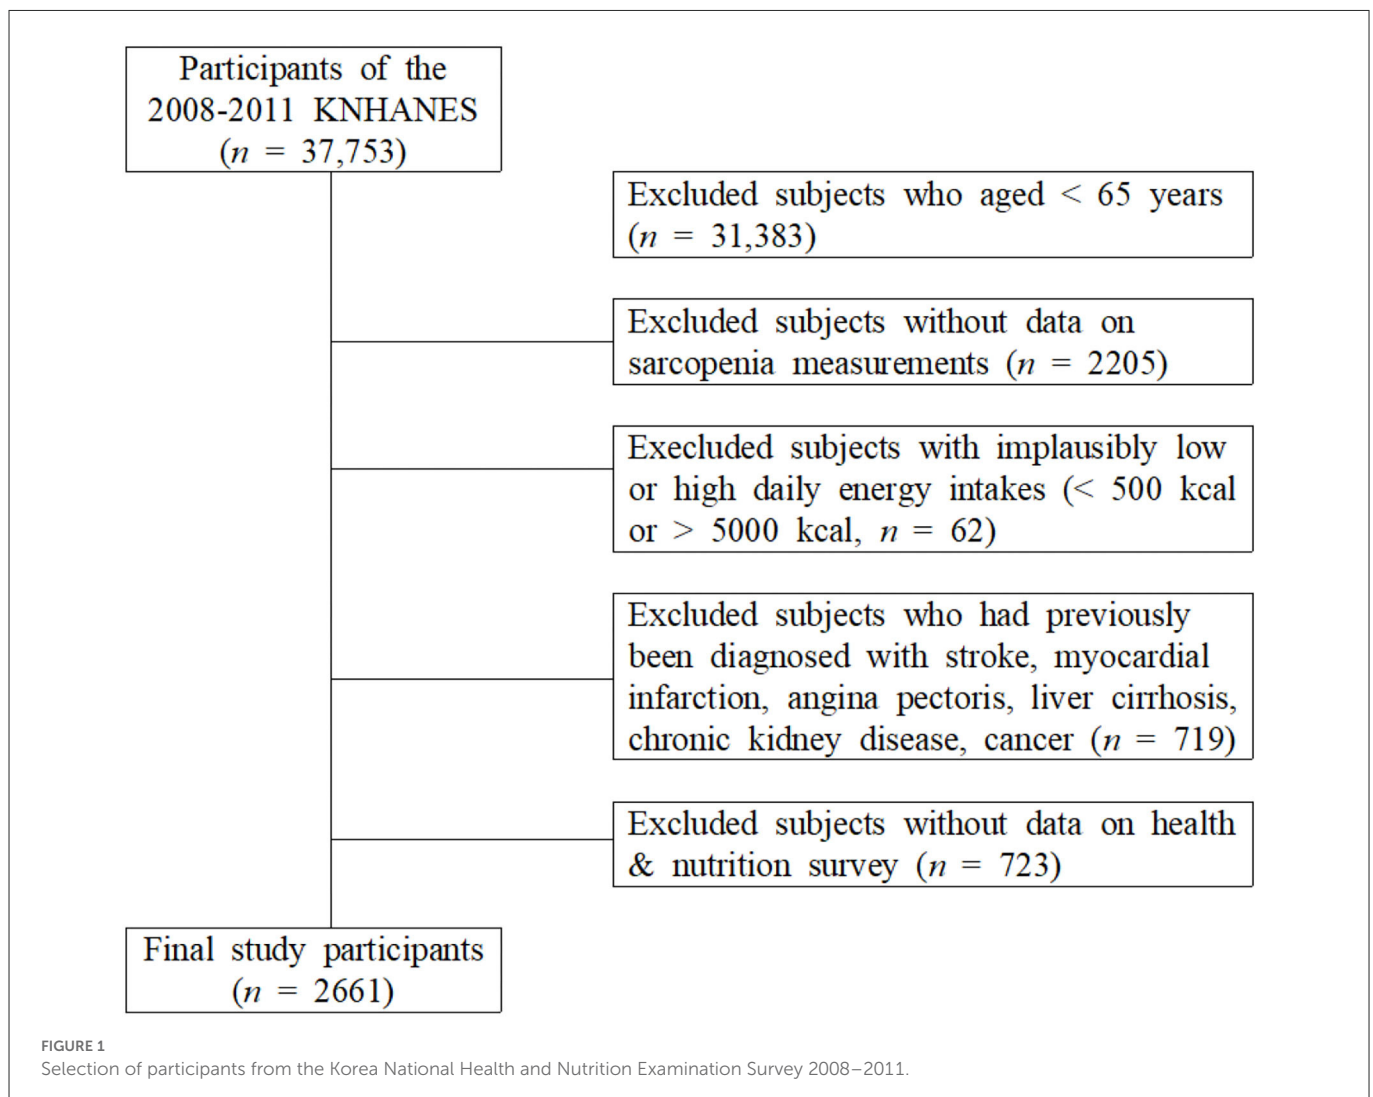 Participants of the
2008-2011 KNHANES
(n = 37,753)
Excluded subjects who aged < 65 years
(n = 31,383)
Excluded subjects without data on
sarcopenia measurements (n = 2205)
Execluded subjects with implausibly low
or high daily energy intakes (< 500 kcal
or > 5000 kcal, n = 62)
Excluded subjects who had previously
been diagnosed with stroke, myocardial
infarction, angina pectoris, liver cirrhosis,
chronic kidney disease, cancer (n = 719)
Excluded subjects without data on health
& nutrition survey (n = 723)
Final study participants
(n = 2661)
FIGURE 1
Selection of participants from the Korea National Health and Nutrition Examination Survey 2008–2011.